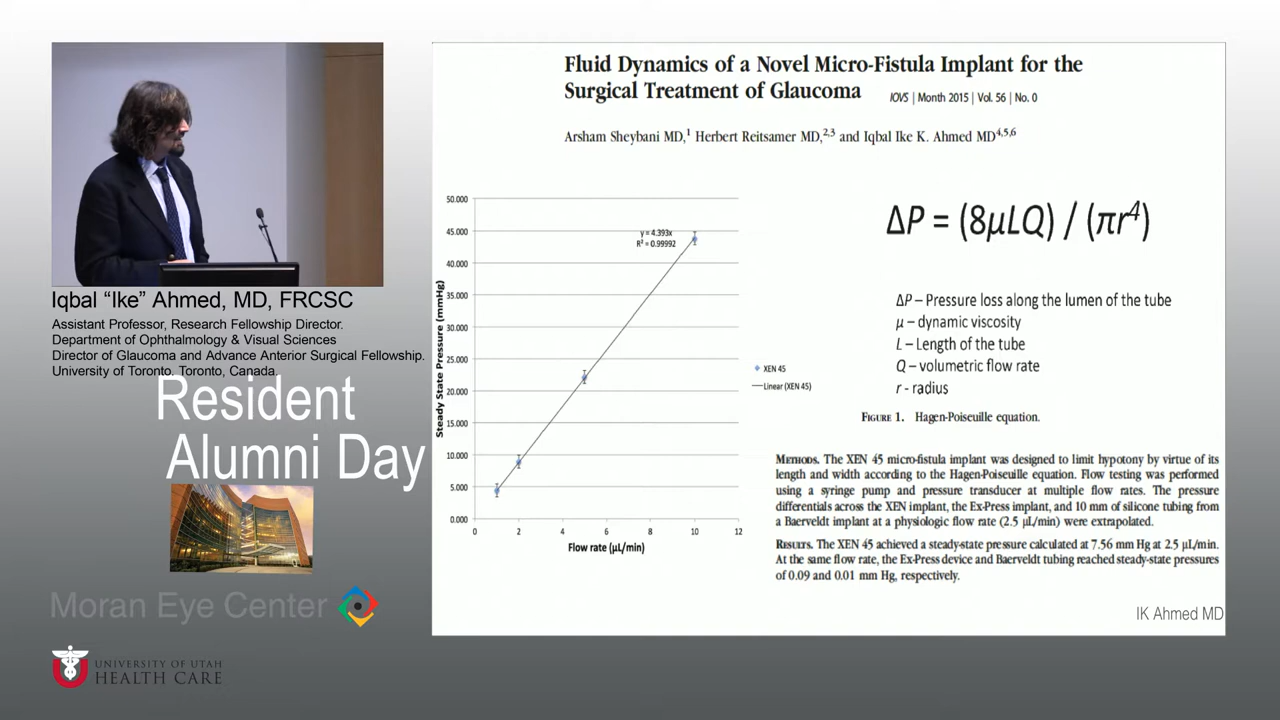 Fluid Dynamics of a Novel Micro-Fistula Implant for the
Surgical Treatment of Glaucoma
IOVS | Month 2015 | Vol. 56 | No. 0
Arsham Sheybani MD,1 Herbert Reitsamer MD,2,3 and Iqbal Ike K. Ahmed MD4,5,6
50.000
45.000
40.000
35.000
30.000
25.000
20.000
15.000
10.000
5.000
0.000
Steady State Pressure (mmHg)
y = 4.393x
R² = 0.99992
0 2 4 6 8 10 12
Flow rate (µL/min)
XEN 45
Linear (XEN 45)
ΔP = (8µLQ) / (πr⁴)
ΔP – Pressure loss along the lumen of the tube
µ – dynamic viscosity
L – Length of the tube
Q – volumetric flow rate
r - radius
FIGURE 1. Hagen-Poiseuille equation.
METHODS. The XEN 45 micro-fistula implant was designed to limit hypotony by virtue of its
length and width according to the Hagen-Poiseuille equation. Flow testing was performed
using a syringe pump and pressure transducer at multiple flow rates. The pressure
differentials across the XEN implant, the Ex-Press implant, and 10 mm of silicone tubing from
a Baerveldt implant at a physiologic flow rate (2.5 µL/min) were extrapolated.
RESULTS. The XEN 45 achieved a steady-state pressure calculated at 7.56 mm Hg at 2.5 µL/min.
At the same flow rate, the Ex-Press device and Baerveldt tubing reached steady-state pressures
of 0.09 and 0.01 mm Hg, respectively.
IK Ahmed MD
Iqbal “Ike” Ahmed, MD, FRCSC
Assistant Professor, Research Fellowship Director.
Department of Ophthalmology & Visual Sciences
Director of Glaucoma and Advance Anterior Surgical Fellowship.
University of Toronto. Toronto, Canada.
Resident
Alumni Day
Moran Eye Center
UNIVERSITY OF UTAH
HEALTH CARE